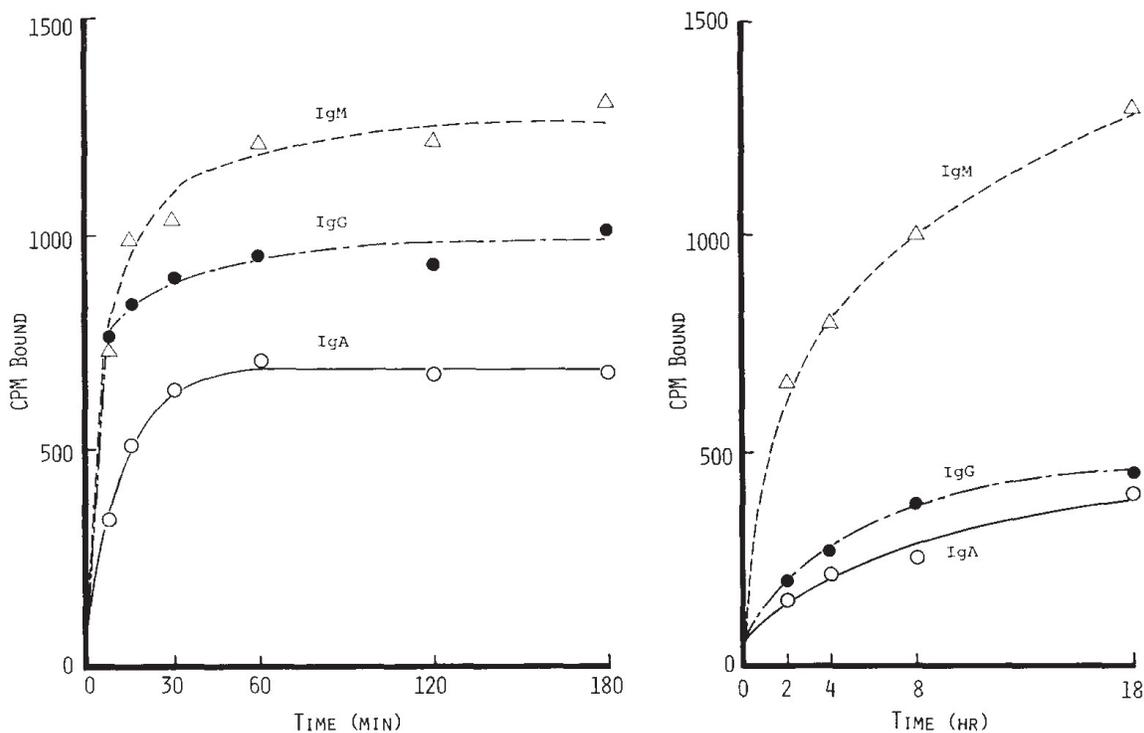 1500
1000
500
0
CPM BOUND
IgM
IgG
IgA
0 30 60 120 180
TIME (MIN)
1500
1000
500
0
CPM BOUND
IgM
IgG
IgA
0 2 4 8 18
TIME (HR)